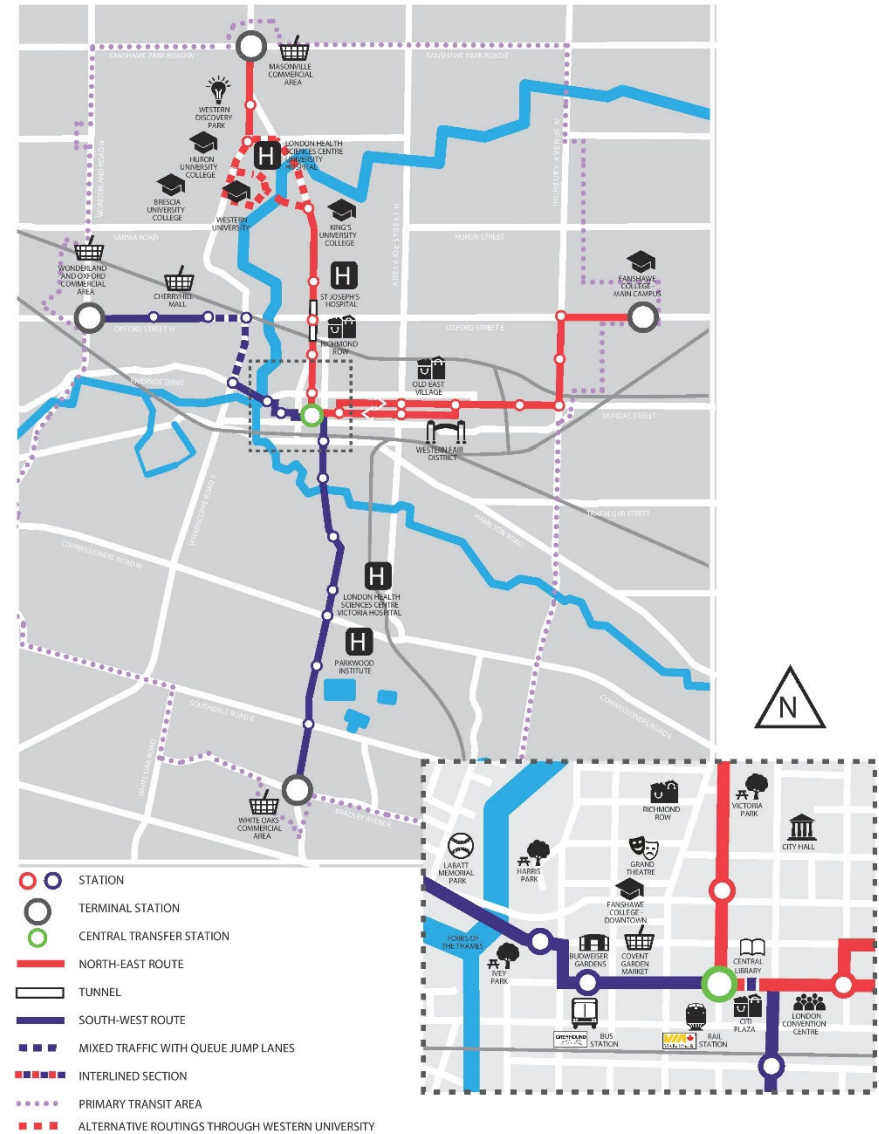 FANSHAWE PARK ROAD W
MASONVILLE
COMMERCIAL
AREA
FANSHAWE PARK ROAD E
WESTERN
DISCOVERY
PARK
HURON
UNIVERSITY
COLLEGE
H
LONDON HEALTH
SCIENCES CENTRE
UNIVERSITY
HOSPITAL
WONDERLAND ROAD N
HIGHBURY AVENUE N
BRESCIA
UNIVERSITY
COLLEGE
WESTERN
UNIVERSITY
KING'S
UNIVERSITY
COLLEGE
ADELAIDE STREET N
SARNIA ROAD
HURON STREET
WONDERLAND
AND OXFORD
COMMERCIAL
AREA
CHERRYHILL
MALL
H
ST JOSEPH'S
HOSPITAL
FANSHAWE
COLLEGE -
MAIN CAMPUS
OXFORD STREET W
RICHMOND
ROW
OXFORD STREET E
RIVERSIDE DRIVE
OLD EAST
VILLAGE
DUNDAS STREET
WESTERN FAIR
DISTRICT
WHARNCLIFFE ROAD S
HAMILTON ROAD
TRAFALGAR STREET
COMMISSIONERS ROAD W
H
LONDON HEALTH
SCIENCES CENTRE
VICTORIA HOSPITAL
H
PARKWOOD
INSTITUTE
SOUTHDALE ROAD E
COMMISSIONERS ROAD E
WHITE OAK ROAD
WHITE OAKS
COMMERCIAL
AREA
BRADLEY AVENUE
N
RICHMOND
ROW
VICTORIA
PARK
CITY HALL
LABATT
MEMORIAL
PARK
HARRIS
PARK
GRAND
THEATRE
FANSHAWE
COLLEGE -
DOWNTOWN
FORKS OF
THE THAMES
IVEY
PARK
BUDWEISER
GARDENS
COVENT
GARDEN
MARKET
CENTRAL
LIBRARY
CITI
PLAZA
LONDON
CONVENTION
CENTRE
GREYHOUND
BUS
STATION
VIA
RAIL
STATION
STATION
TERMINAL STATION
CENTRAL TRANSFER STATION
NORTH-EAST ROUTE
TUNNEL
SOUTH-WEST ROUTE
MIXED TRAFFIC WITH QUEUE JUMP LANES
INTERLINED SECTION
PRIMARY TRANSIT AREA
ALTERNATIVE ROUTINGS THROUGH WESTERN UNIVERSITY